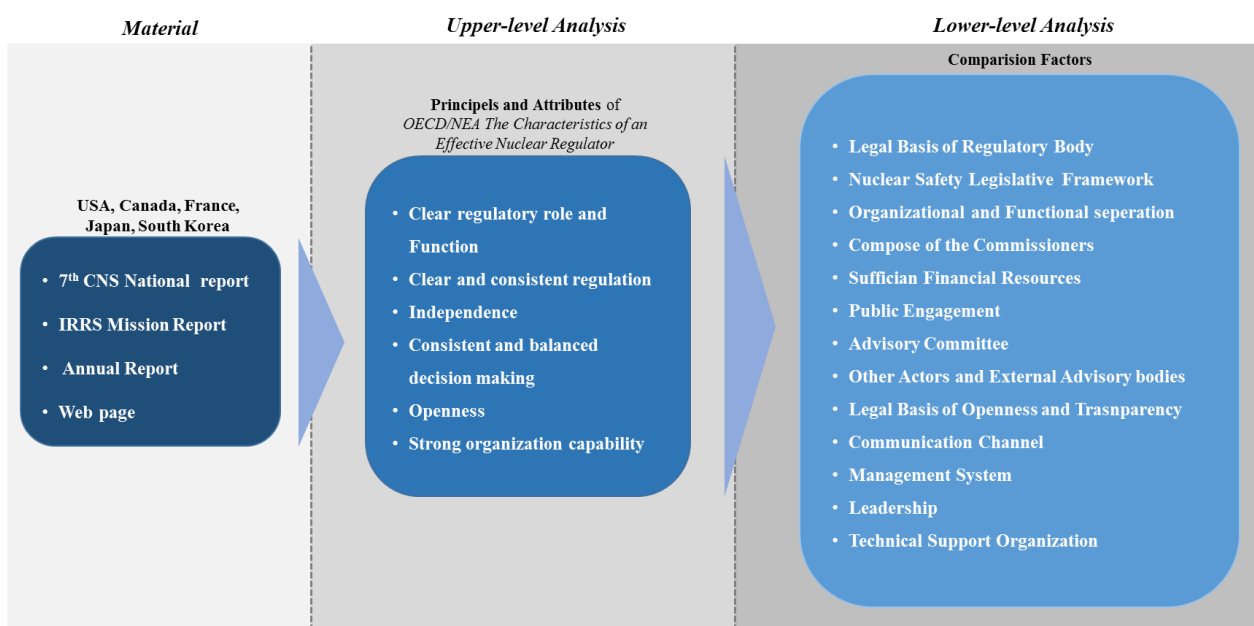 Material
Upper-level Analysis
Lower-level Analysis
USA, Canada, France,
Japan, South Korea
• 7th CNS National report
• IRRS Mission Report
• Annual Report
• Web page
Principels and Attributes of
OECD/NEA The Characteristics of an
Effective Nuclear Regulator
• Clear regulatory role and
Function
• Clear and consistent regulation
• Independence
• Consistent and balanced
decision making
• Openness
• Strong organization capability
Comparision Factors
• Legal Basis of Regulatory Body
• Nuclear Safety Legislative Framework
• Organizational and Functional seperation
• Compose of the Commissioners
• Suffician Financial Resources
• Public Engagement
• Advisory Committee
• Other Actors and External Advisory bodies
• Legal Basis of Openness and Trasnparency
• Communication Channel
• Management System
• Leadership
• Technical Support Organization